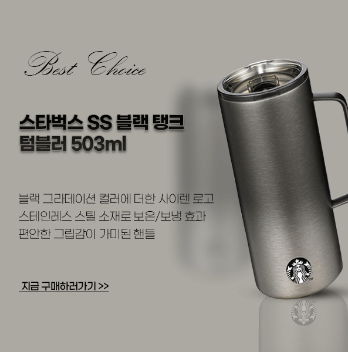 Best Choice
스타벅스 SS 블랙 탱크
텀블러 503ml
블랙 그라데이션 컬러에 더한 사이렌 로고
스테인레스 스틸 소재로 보온/보냉 효과
편안한 그립감이 가미된 핸들
지금 구매하러가기 >>